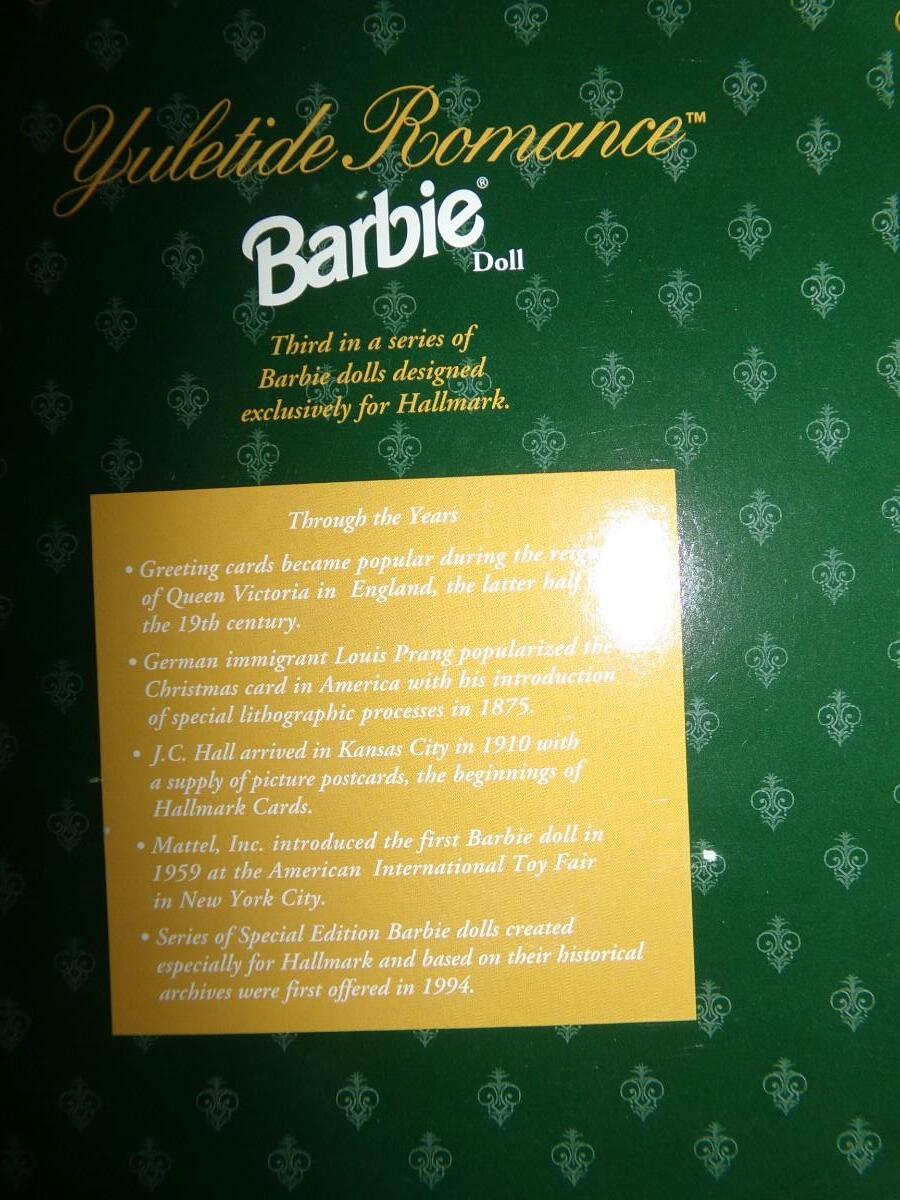 Yuletide Romance™
Barbie®
Doll
Third in a series of
Barbie dolls designed
exclusively for Hallmark.
Through the Years
• Greeting cards became popular during the reign
of Queen Victoria in England, the latter half
the 19th century.
• German immigrant Louis Prang popularized the
Christmas card in America with his introduction
of special lithographic processes in 1875.
• J.C. Hall arrived in Kansas City in 1910 with
a supply of picture postcards, the beginnings of
Hallmark Cards.
• Mattel, Inc. introduced the first Barbie doll in
1959 at the American International Toy Fair
in New York City.
• Series of Special Edition Barbie dolls created
especially for Hallmark and based on their historical
archives were first offered in 1994.